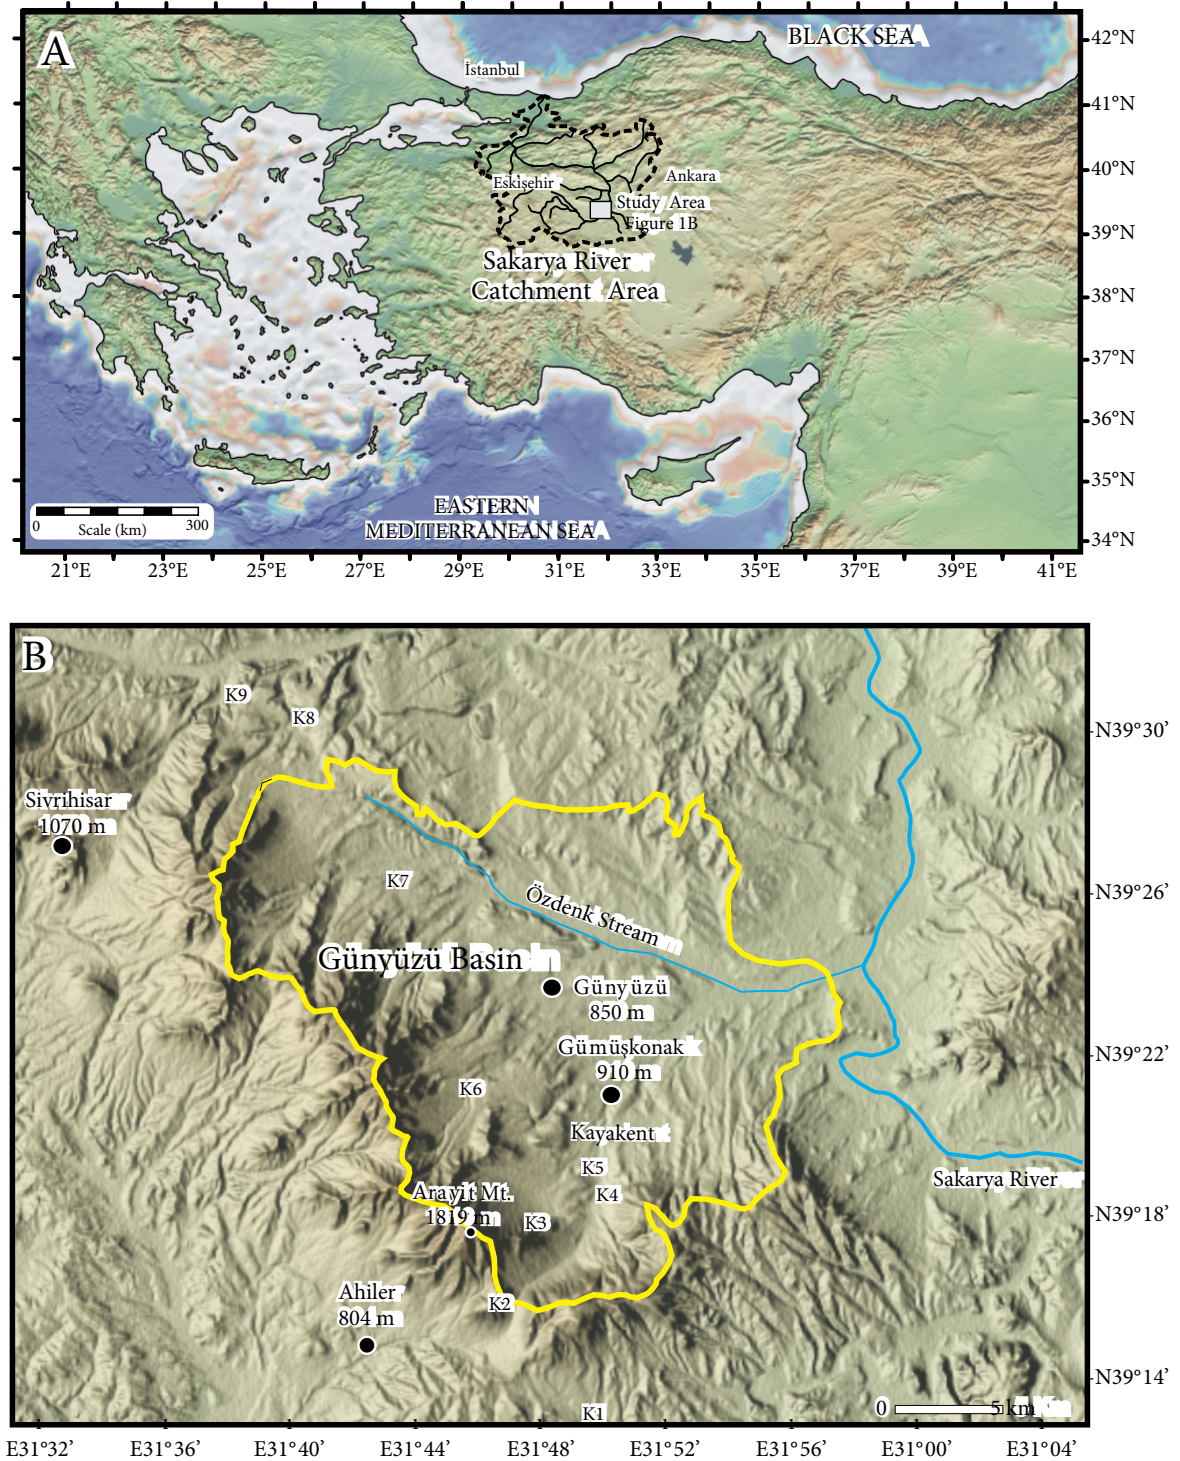 A
BLACK SEA
İstanbul
Eskişehir
Ankara
Study Area
Figure 1B
Sakarya River
Catchment Area
EASTERN
MEDITERRANEAN SEA
0 300
Scale (km)
42°N
41°N
40°N
39°N
38°N
37°N
36°N
35°N
34°N
21°E 23°E 25°E 27°E 29°E 31°E 33°E 35°E 37°E 39°E 41°E
B
K9
K8
Sivrihisar
1070 m
K7
Özdenk Stream
Günyüzü Basin
Günyüzü
850 m
Gümüşkonak
910 m
K6
Kayakent
K5
K4
Arayit Mt.
1819 m
K3
K2
Ahiler
804 m
K1
Sakarya River
0 5 km
N39°30’
N39°26’
N39°22’
N39°18’
N39°14’
E31°32’ E31°36’ E31°40’ E31°44’ E31°48’ E31°52’ E31°56’ E31°00’ E31°04’